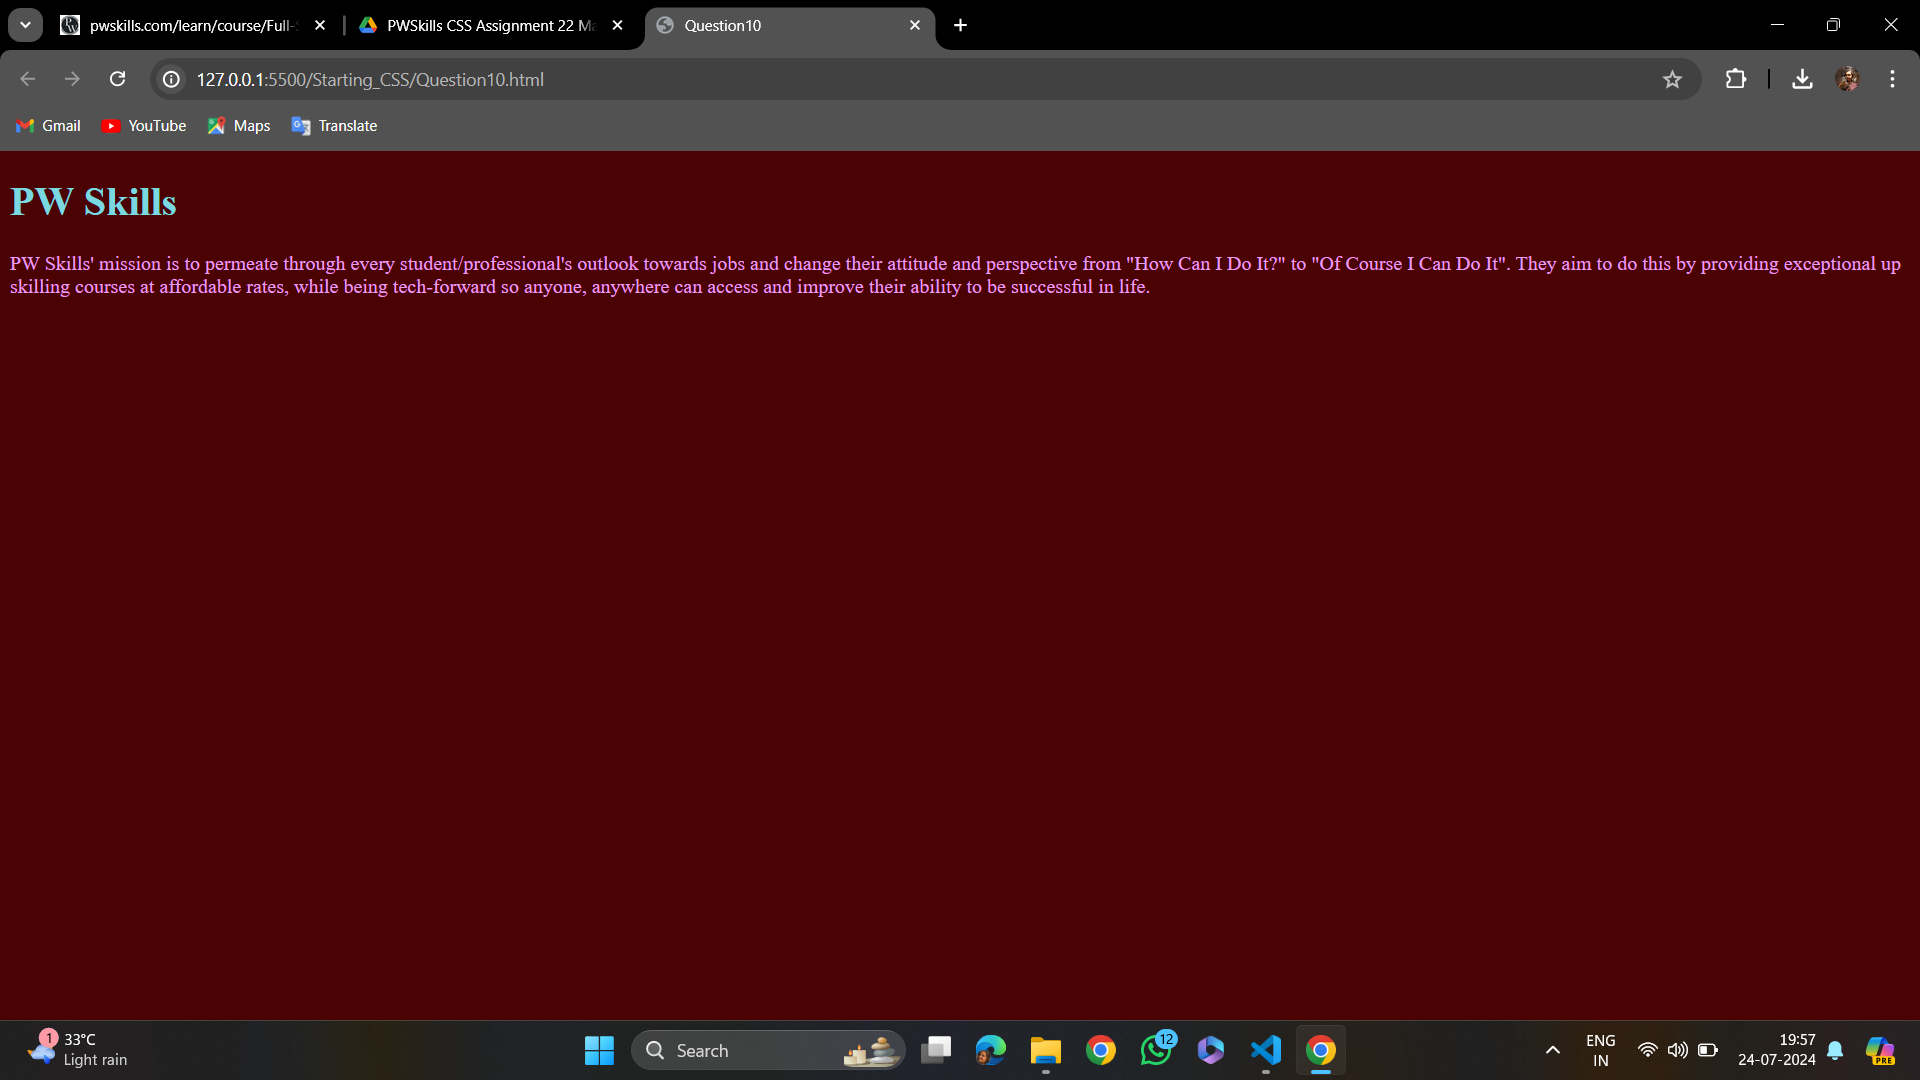 pwskills.com/learn/course/Full-
PWSkills CSS Assignment 22 Ma
Question10
127.0.0.1:5500/Starting_CSS/Question10.html
Gmail
YouTube
Maps
Translate
PW Skills
PW Skills' mission is to permeate through every student/professional's outlook towards jobs and change their attitude and perspective from "How Can I Do It?" to "Of Course I Can Do It". They aim to do this by providing exceptional up
skilling courses at affordable rates, while being tech-forward so anyone, anywhere can access and improve their ability to be successful in life.
1
33°C
Light rain
Search
12
ENG
IN
19:57
24-07-2024
PRE